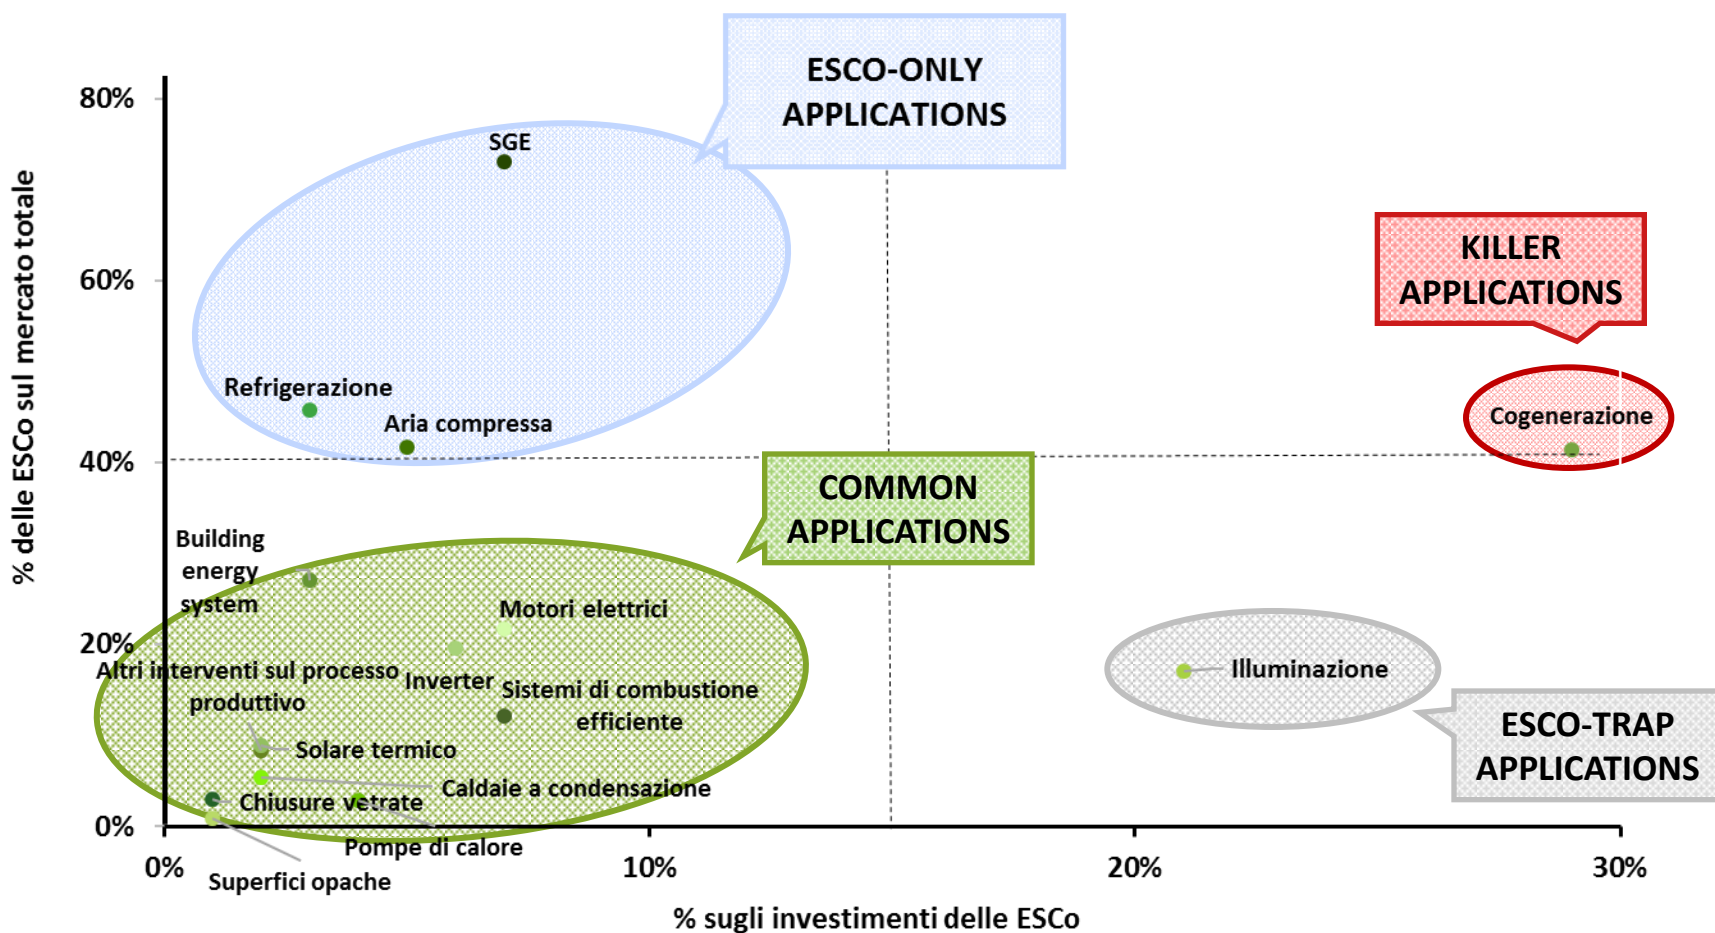 ESCO-ONLY
APPLICATIONS
80%
SGE
% delle ESCo sul mercato totale
KILLER
APPLICATIONS
60%
Refrigerazione
Aria compressa
Cogenerazione
40%
COMMON
APPLICATIONS
Building
energy
system
Motori elettrici
20%
Altri interventi sul processo
produttivo
Inverter
Sistemi di combustione
efficiente
Illuminazione
ESCO-TRAP
APPLICATIONS
Solare termico
Caldaie a condensazione
Chiusure vetrate
0%
Pompe di calore
Superfici opache
0%
10%
20%
30%
% sugli investimenti delle ESCo